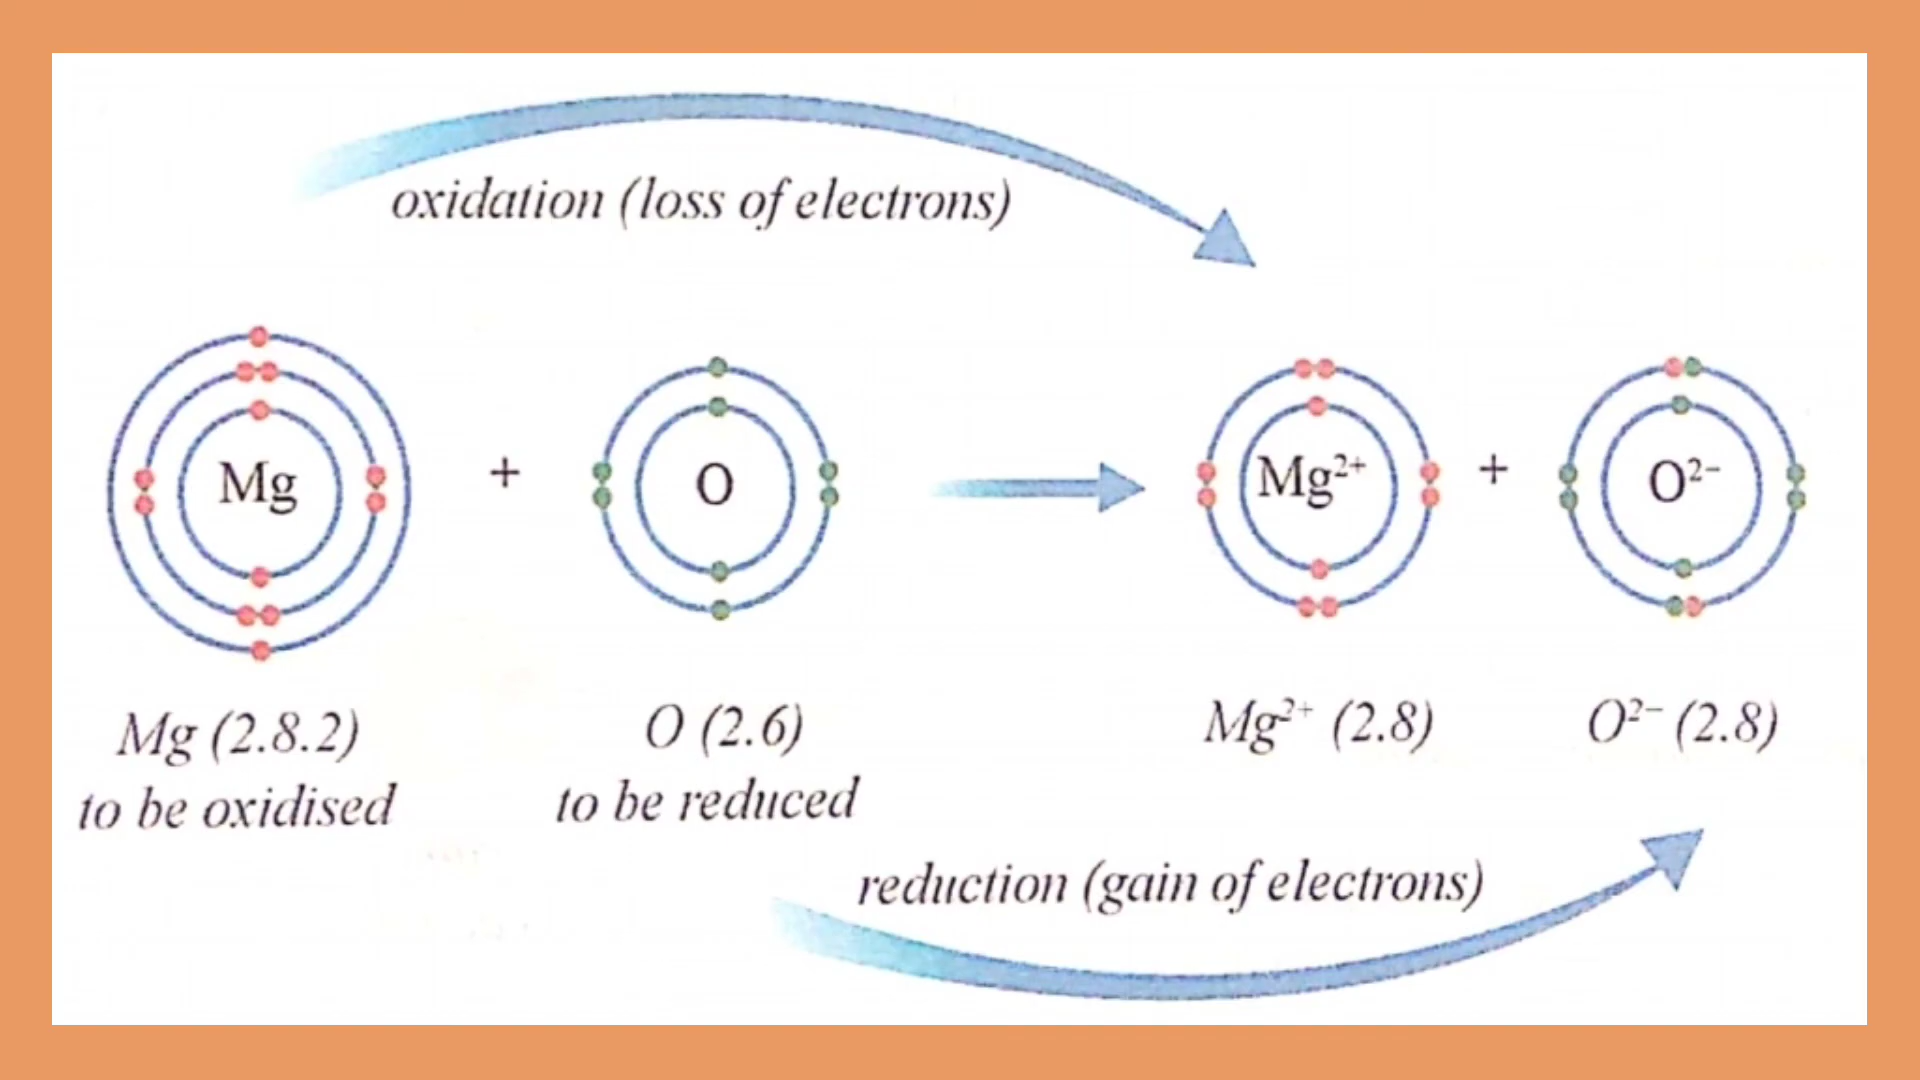 oxidation (loss of electrons)
Mg + O Mg²⁺ + O²⁻
Mg (2.8.2) O (2.6) Mg²⁺ (2.8) O²⁻ (2.8)
to be oxidised to be reduced
reduction (gain of electrons)